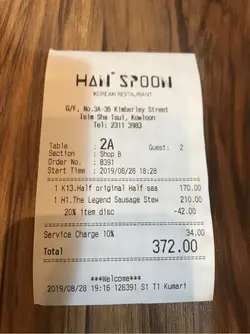 HAN SPOON
KOREAN RESTAURANT
G/F, No.3A-3B Kimberley Street
Tsim Sha Tsui, Kowloon
Tel: 2311 3983
Table : 2A Guest: 2
Section : Shop B
Order No. : 8391
Start Time : 2019/08/28 18:28
1 K13.Half original Half sea 170.00
1 H1.The Legend Sausage Stew 210.00
20% item disc -42.00
Service Charge 10% 34.00
Total 372.00
***Welcome***
2019/08/28 19:16 126391 S1 T1 Kumari